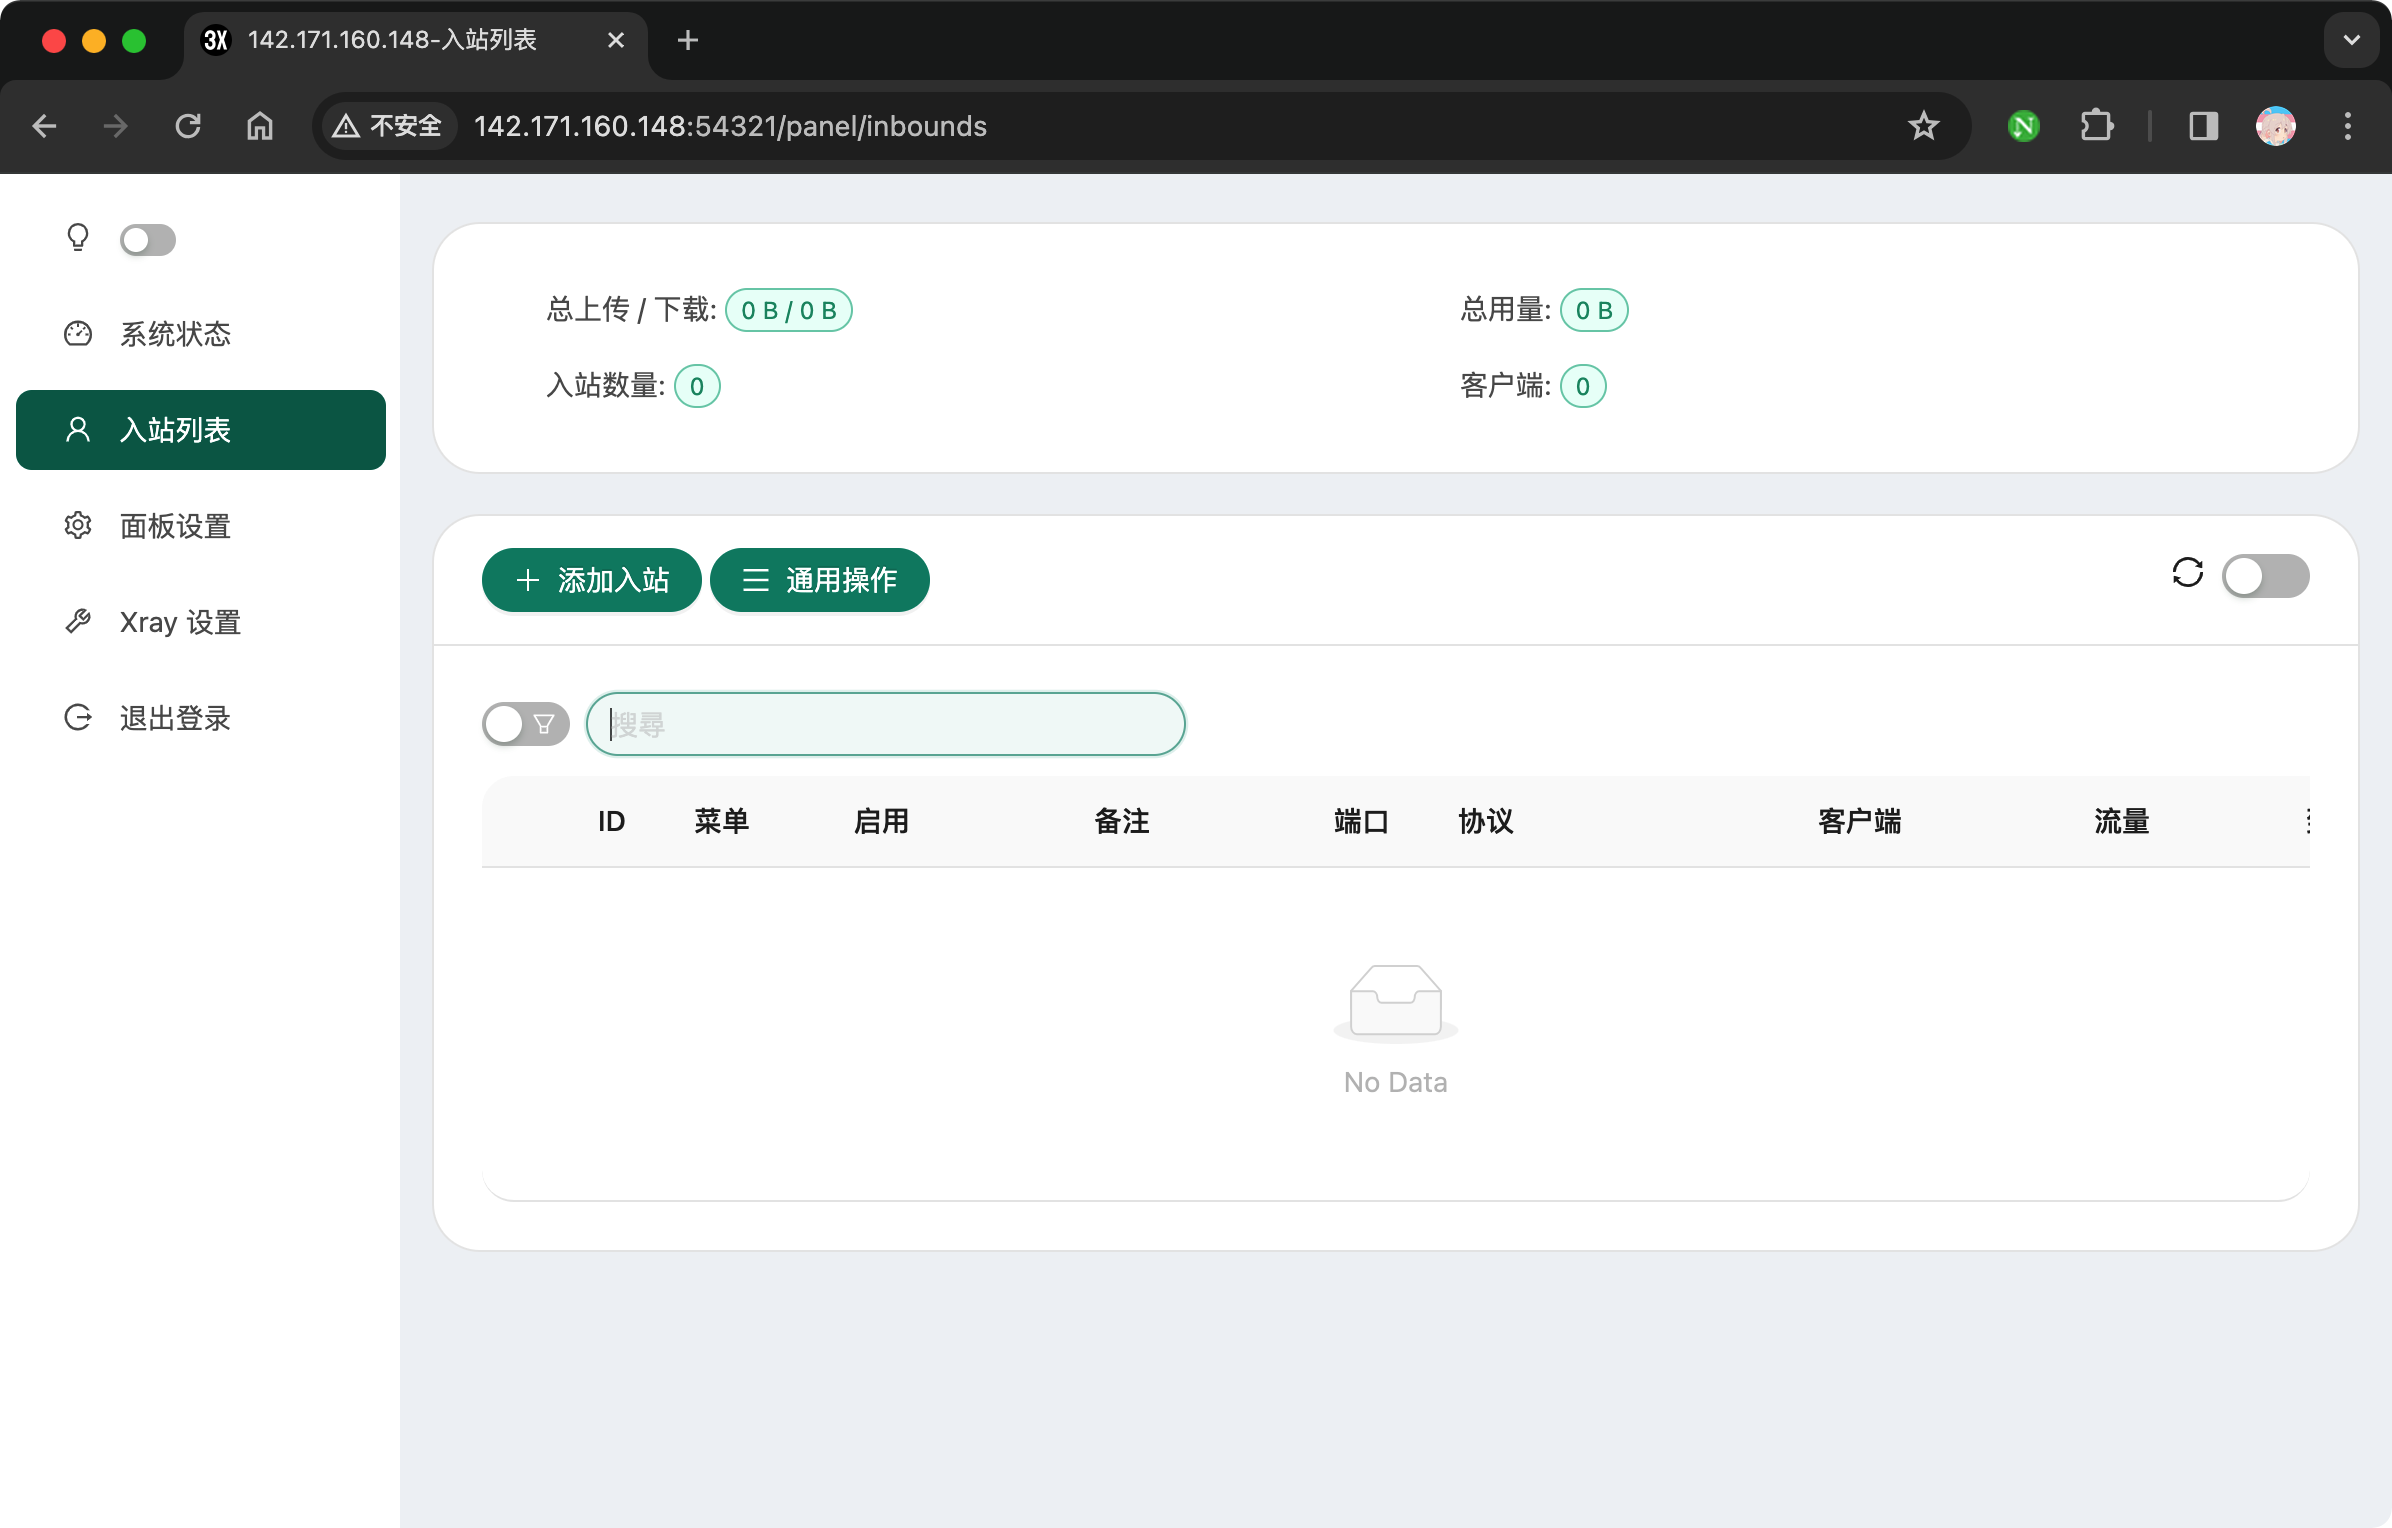 3X 142.171.160.148-入站列表
不安全 142.171.160.148:54321/panel/inbounds
系统状态
入站列表
面板设置
Xray 设置
退出登录
总上传 / 下载: 0 B / 0 B 总用量: 0 B
入站数量: 0 客户端: 0
添加入站 通用操作
搜尋
ID 菜单 启用 备注 端口 协议 客户端 流量
No Data